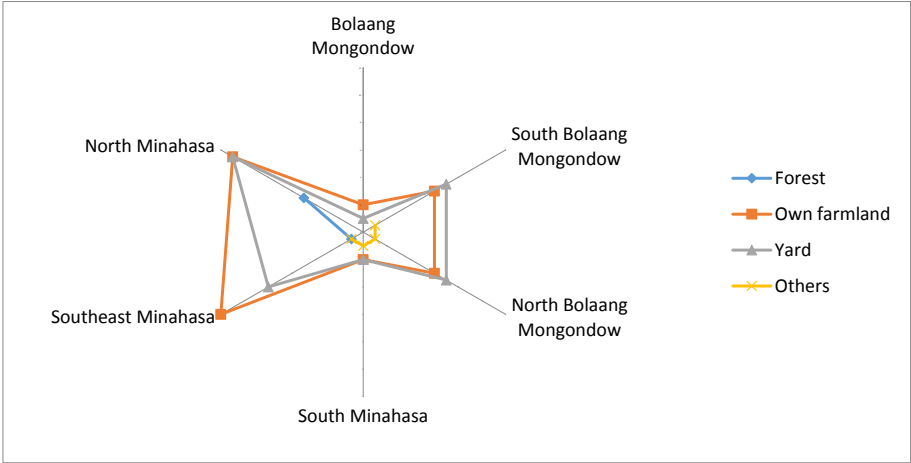 Bolaang
Mongondow
South Bolaang
Mongondow
North Bolaang
Mongondow
South Minahasa
Southeast Minahasa
North Minahasa
Forest
Own farmland
Yard
Others